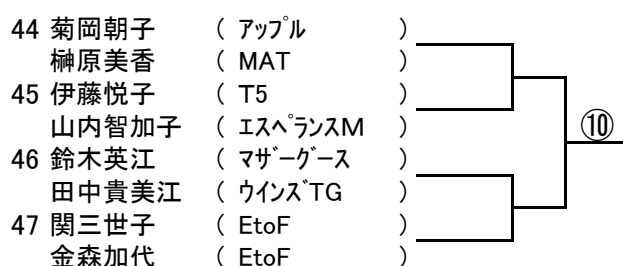 44 菊岡朝子 ( アップル )
榊原美香 ( MAT )
45 伊藤悦子 ( T5 )
山内智加子 ( エスペランスM )
⑩
46 鈴木英江 ( マザーグース )
田中貴美江 ( ウインズTG )
47 関三世子 ( EtoF )
金森加代 ( EtoF )